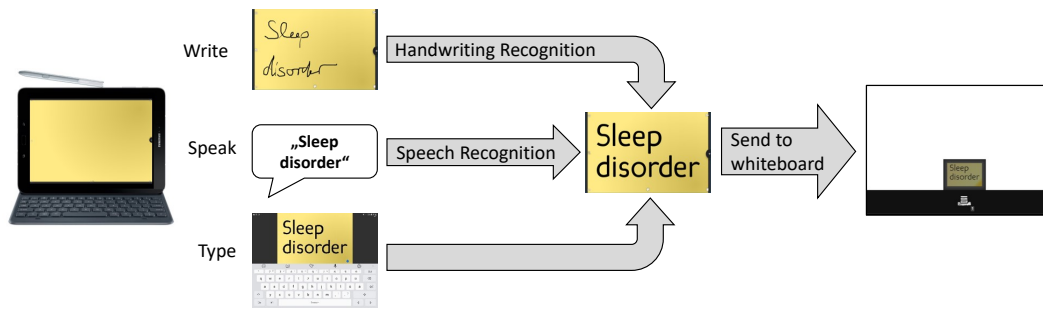 Write
Sleep
disorder
Handwriting Recognition
Speak
„Sleep
disorder“
Speech Recognition
Sleep
disorder
Send to
whiteboard
Sleep
disorder
Type
Sleep
disorder